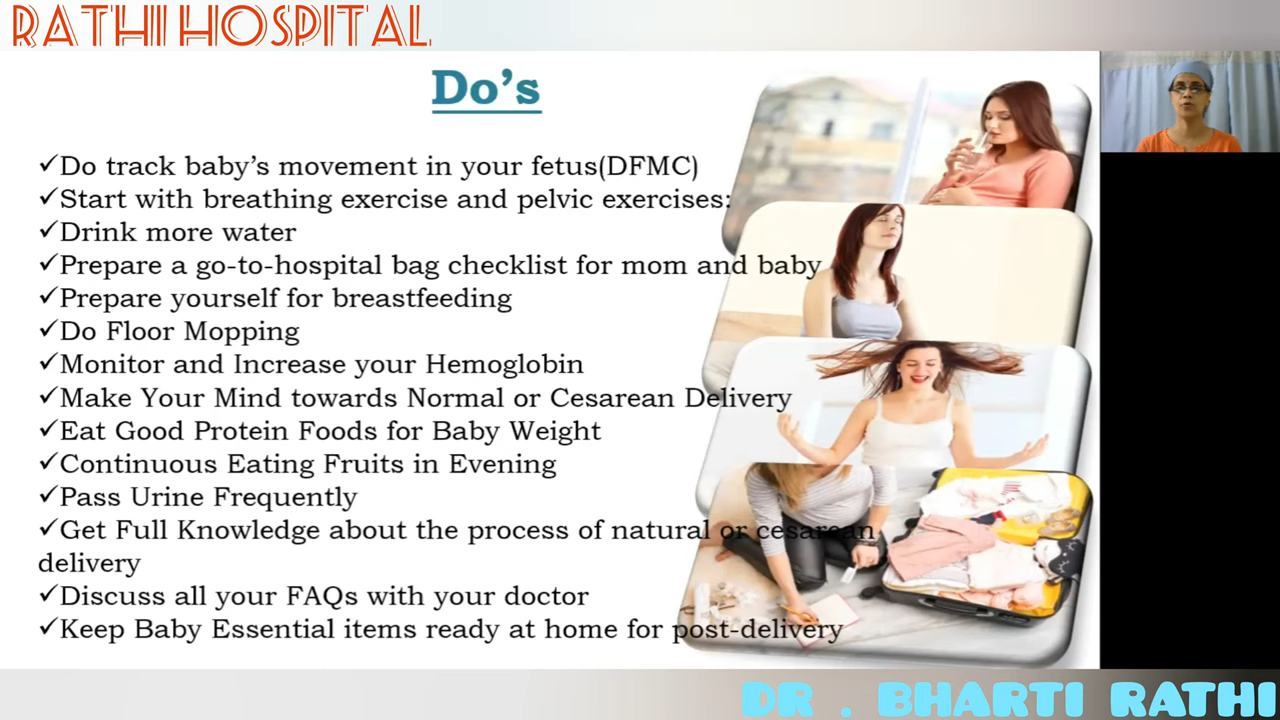 RATHI HOSPITAL
Do's
✓Do track baby's movement in your fetus(DFMC)
✓Start with breathing exercise and pelvic exercises:
✓Drink more water
✓Prepare a go-to-hospital bag checklist for mom and baby
✓Prepare yourself for breastfeeding
✓Do Floor Mopping
✓Monitor and Increase your Hemoglobin
✓Make Your Mind towards Normal or Cesarean Delivery
✓Eat Good Protein Foods for Baby Weight
✓Continuous Eating Fruits in Evening
✓Pass Urine Frequently
✓Get Full Knowledge about the process of natural or cesarean
delivery
✓Discuss all your FAQs with your doctor
✓Keep Baby Essential items ready at home for post-delivery
DR . BHARTI RATHI